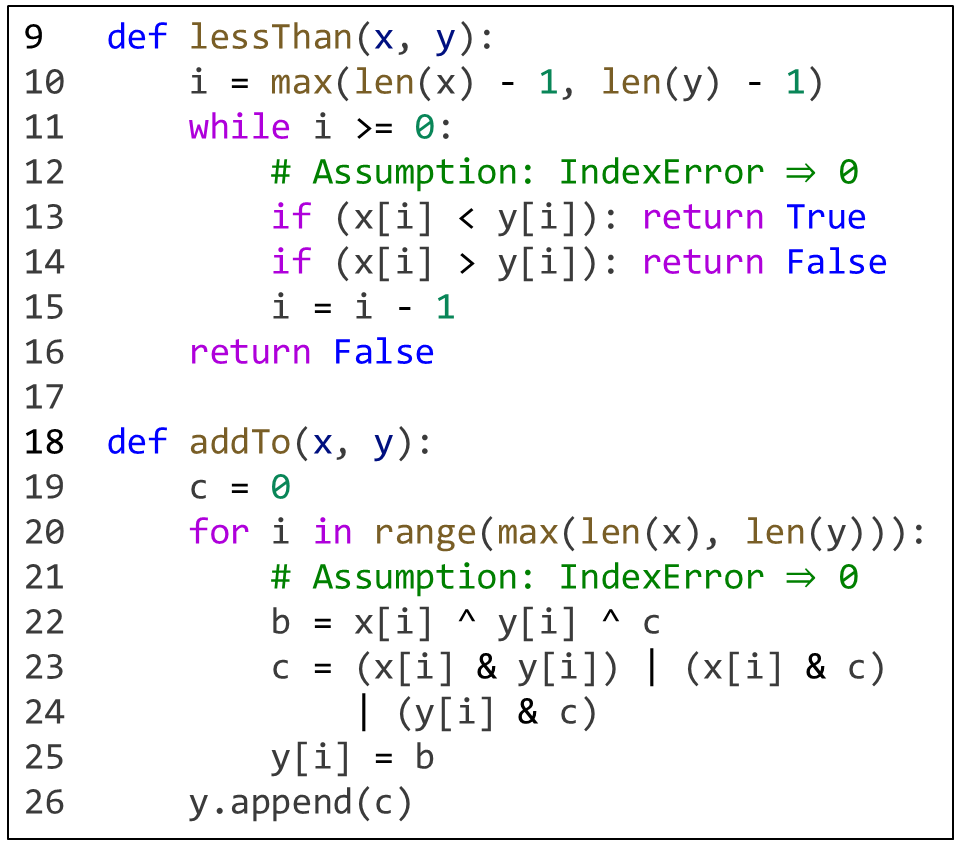 9 def lessThan(x, y):
10 i = max(len(x) - 1, len(y) - 1)
11 while i >= 0:
12 # Assumption: IndexError ⇒ 0
13 if (x[i] < y[i]): return True
14 if (x[i] > y[i]): return False
15 i = i - 1
16 return False
17
18 def addTo(x, y):
19 c = 0
20 for i in range(max(len(x), len(y))):
21 # Assumption: IndexError ⇒ 0
22 b = x[i] ^ y[i] ^ c
23 c = (x[i] & y[i]) | (x[i] & c)
24 | (y[i] & c)
25 y[i] = b
26 y.append(c)